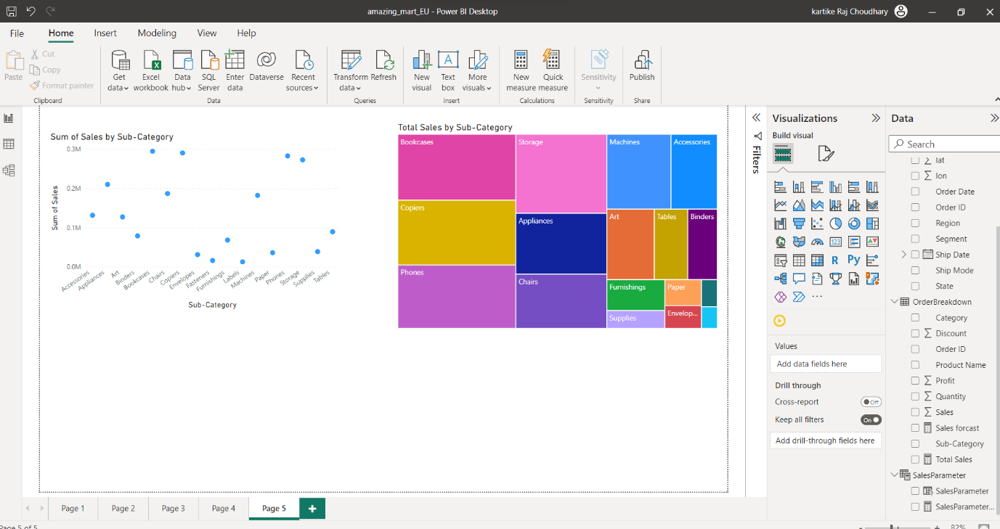 amazing_mart_EU - Power BI Desktop
kartike Raj Choudhary
File Home Insert Modeling View Help
Paste
Cut
Copy
Format painter
Get data
Excel workbook
Data hub
SQL Server
Enter data
Dataverse
Recent sources
Transform data
Refresh
New visual
Text box
More visuals
New measure
Quick measure
Sensitivity
Publish
Clipboard
Data
Queries
Insert
Calculations
Sensitivity
Share
Sum of Sales by Sub-Category
0.3M
0.2M
0.1M
0.0M
Sum of Sales
Accessories
Appliances
Art
Binders
Bookcases
Chairs
Copiers
Envelopes
Fasteners
Furnishings
Labels
Machines
Paper
Phones
Storage
Supplies
Tables
Sub-Category
Total Sales by Sub-Category
Bookcases
Storage
Machines
Accessories
Copiers
Appliances
Art
Tables
Binders
Phones
Chairs
Furnishings
Paper
Supplies
Envelop...
Filters
Visualizations
Build visual
123
R
Py
...
Values
Add data fields here
Drill through
Cross-report
Off
Keep all filters
On
Add drill-through fields here
Data
Search
lat
lon
Order Date
Order ID
Region
Segment
Ship Date
Ship Mode
State
OrderBreakdown
Category
Discount
Order ID
Product Name
Profit
Quantity
Sales
Sales forcast
Sub-Category
Total Sales
SalesParameter
SalesParameter
SalesParameter...
Page 1
Page 2
Page 3
Page 4
Page 5
Page 5 of 5
82%